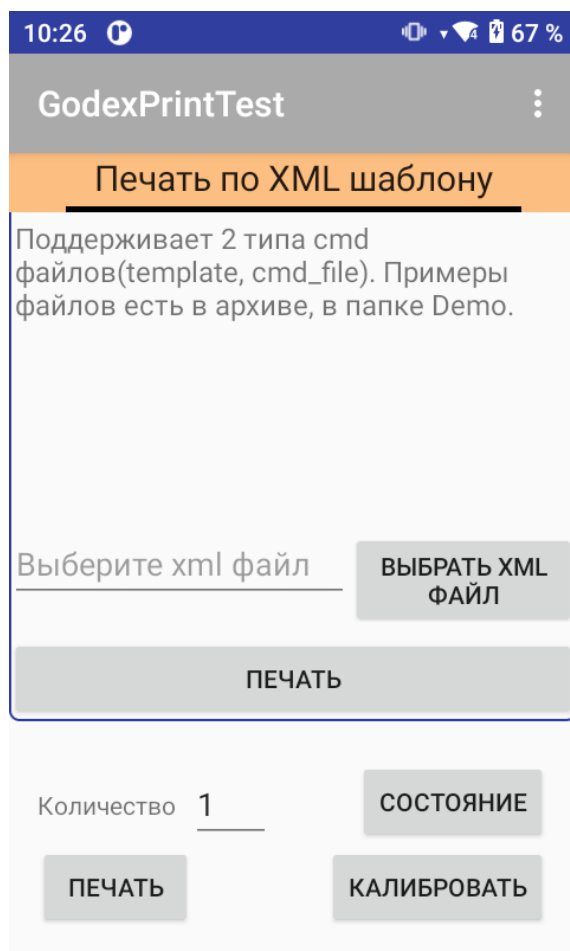 10:26 67 %
GodexPrintTest
Печать по XML шаблону
Поддерживает 2 типа cmd
файлов(template, cmd_file). Примеры
файлов есть в архиве, в папке Demo.
Выберите xml файл
ВЫБРАТЬ XML
ФАЙЛ
ПЕЧАТЬ
Количество 1
СОСТОЯНИЕ
ПЕЧАТЬ
КАЛИБРОВАТЬ